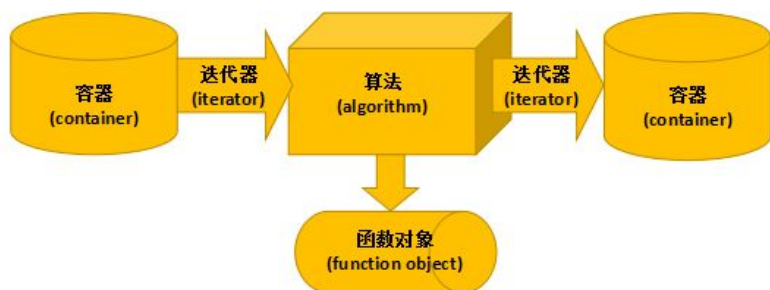 容器
(container)
迭代器
(iterator)
算法
(algorithm)
迭代器
(iterator)
容器
(container)
函数对象
(function object)